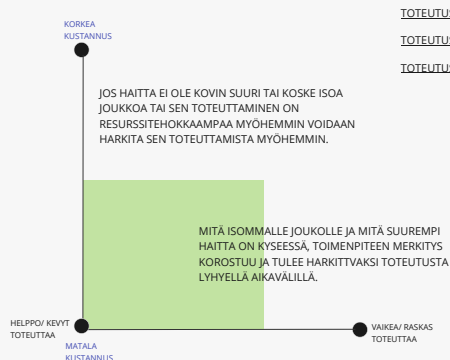 TOTEUTUS
TOTEUTUS
TOTEUTUS
KORKEA
KUSTANNUS
JOS HAITTA EI OLE KOVIN SUURI TAI KOSKE ISOA
JOUKKOA TAI SEN TOTEUTTAMINEN ON
RESURSSITEHOKKAAMPAA MYÖHEMMIN VOIDAAN
HARKITA SEN TOTEUTTAMISTA MYÖHEMMIN.
MITÄ ISOMMALLE JOUKOLLE JA MITÄ SUUREMPI
HAITTA ON KYSEESSÄ, TOIMENPITEEN MERKITYS
KOROSTUU JA TULEE HARKITTVAKSI TOTEUTUSTA
LYHYELLÄ AIKAVÄLILLÄ.
HELPPO/ KEVYT
TOTEUTTAA
VAIKEA/ RASKAS
TOTEUTTAA
MATALA
KUSTANNUS